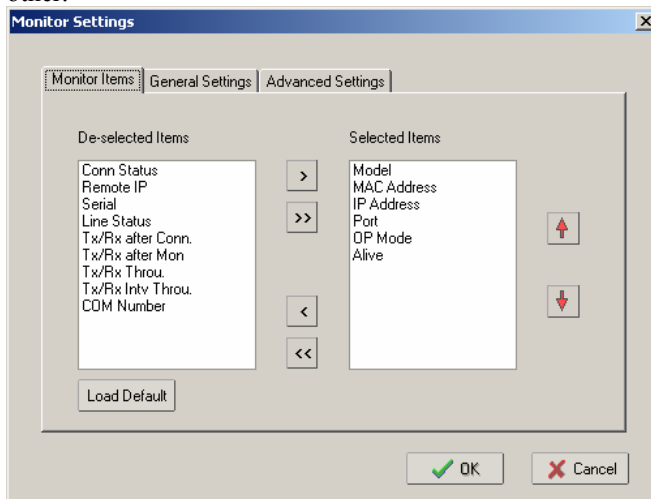 Monitor Settings
Monitor Items General Settings Advanced Settings
De-selected Items
Conn Status
Remote IP
Serial
Line Status
Tx/Rx after Conn.
Tx/Rx after Mon
Tx/Rx Throu.
Tx/Rx Intv Throu.
COM Number
>
>>
<
<<
Selected Items
Model
MAC Address
IP Address
Port
OP Mode
Alive
Load Default
OK Cancel